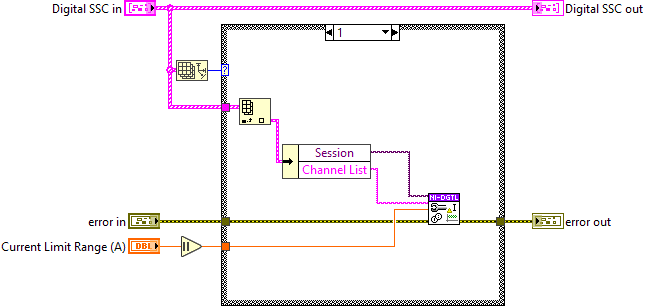 Digital SSC in
Digital SSC out
1
?
Session
Channel List
NI-DGTL
I
error in
error out
Current Limit Range (A)
DBL